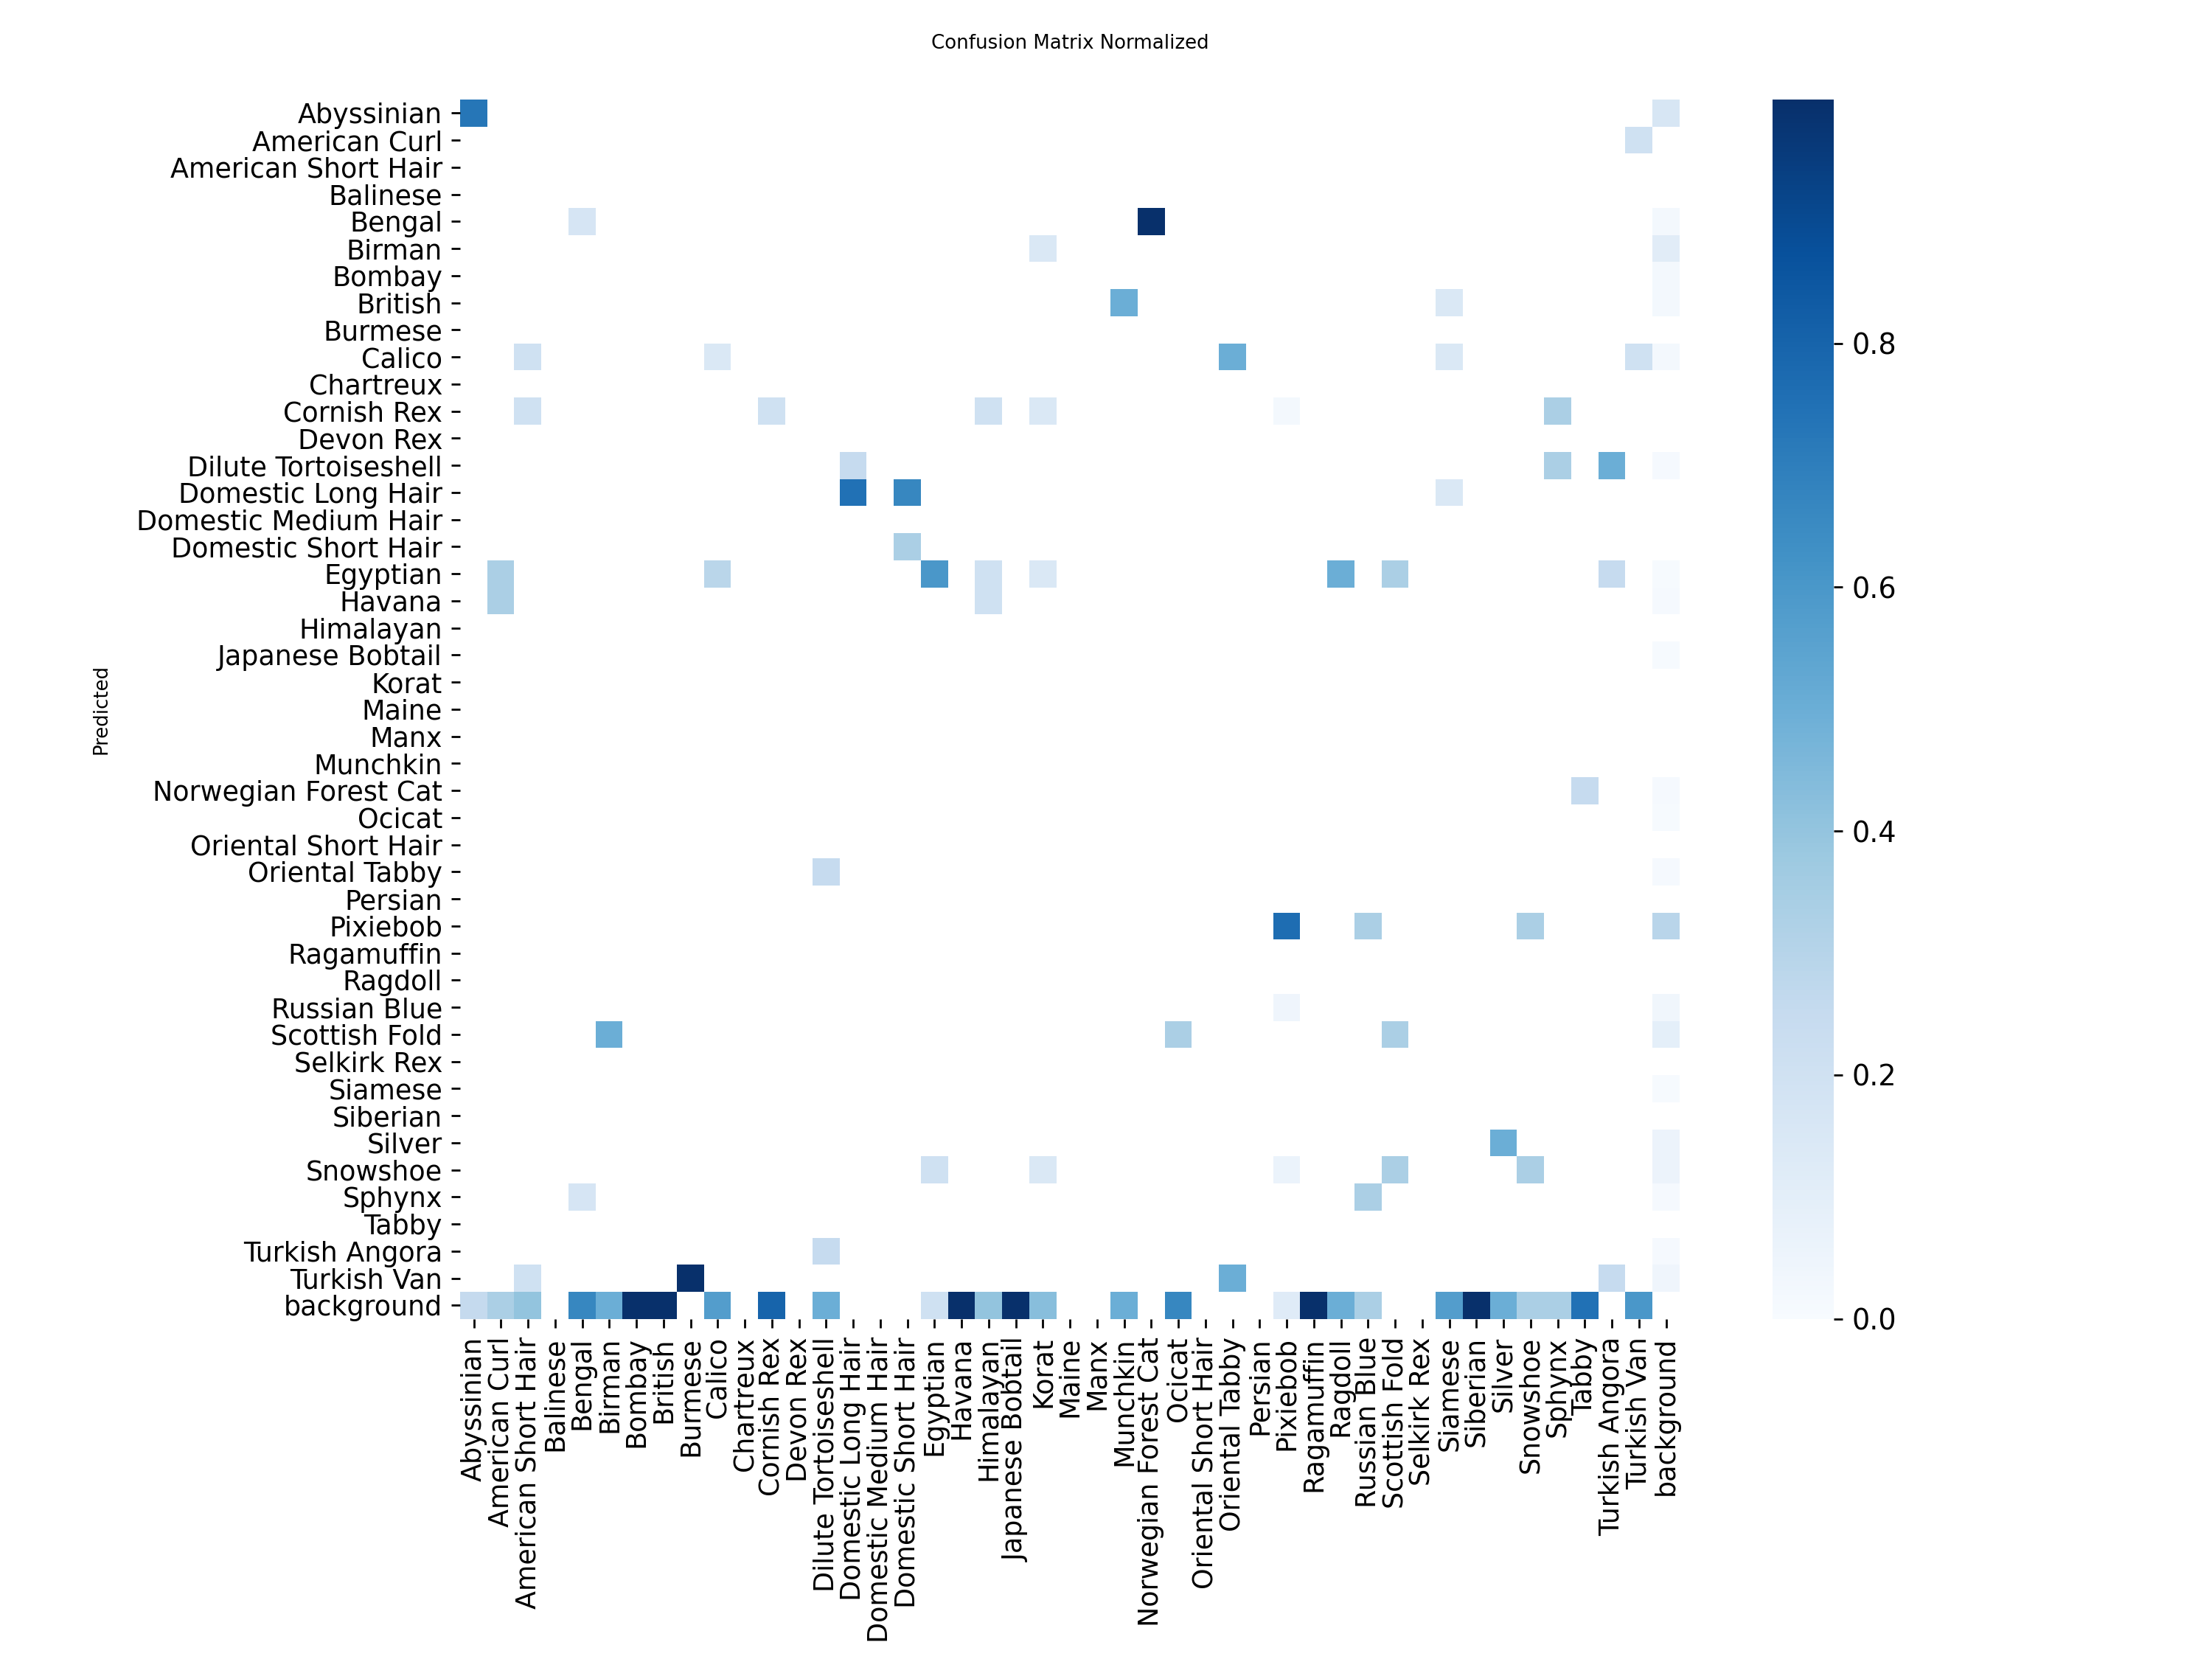 Confusion Matrix Normalized
Predicted
Abyssinian
American Curl
American Short Hair
Balinese
Bengal
Birman
Bombay
British
Burmese
Calico
Chartreux
Cornish Rex
Devon Rex
Dilute Tortoiseshell
Domestic Long Hair
Domestic Medium Hair
Domestic Short Hair
Egyptian
Havana
Himalayan
Japanese Bobtail
Korat
Maine
Manx
Munchkin
Norwegian Forest Cat
Ocicat
Oriental Short Hair
Oriental Tabby
Persian
Pixiebob
Ragamuffin
Ragdoll
Russian Blue
Scottish Fold
Selkirk Rex
Siamese
Siberian
Silver
Snowshoe
Sphynx
Tabby
Turkish Angora
Turkish Van
background
Abyssinian
American Curl
American Short Hair
Balinese
Bengal
Birman
Bombay
British
Burmese
Calico
Chartreux
Cornish Rex
Devon Rex
Dilute Tortoiseshell
Domestic Long Hair
Domestic Medium Hair
Domestic Short Hair
Egyptian
Havana
Himalayan
Japanese Bobtail
Korat
Maine
Manx
Munchkin
Norwegian Forest Cat
Ocicat
Oriental Short Hair
Oriental Tabby
Persian
Pixiebob
Ragamuffin
Ragdoll
Russian Blue
Scottish Fold
Selkirk Rex
Siamese
Siberian
Silver
Snowshoe
Sphynx
Tabby
Turkish Angora
Turkish Van
background
0.8
0.6
0.4
0.2
0.0